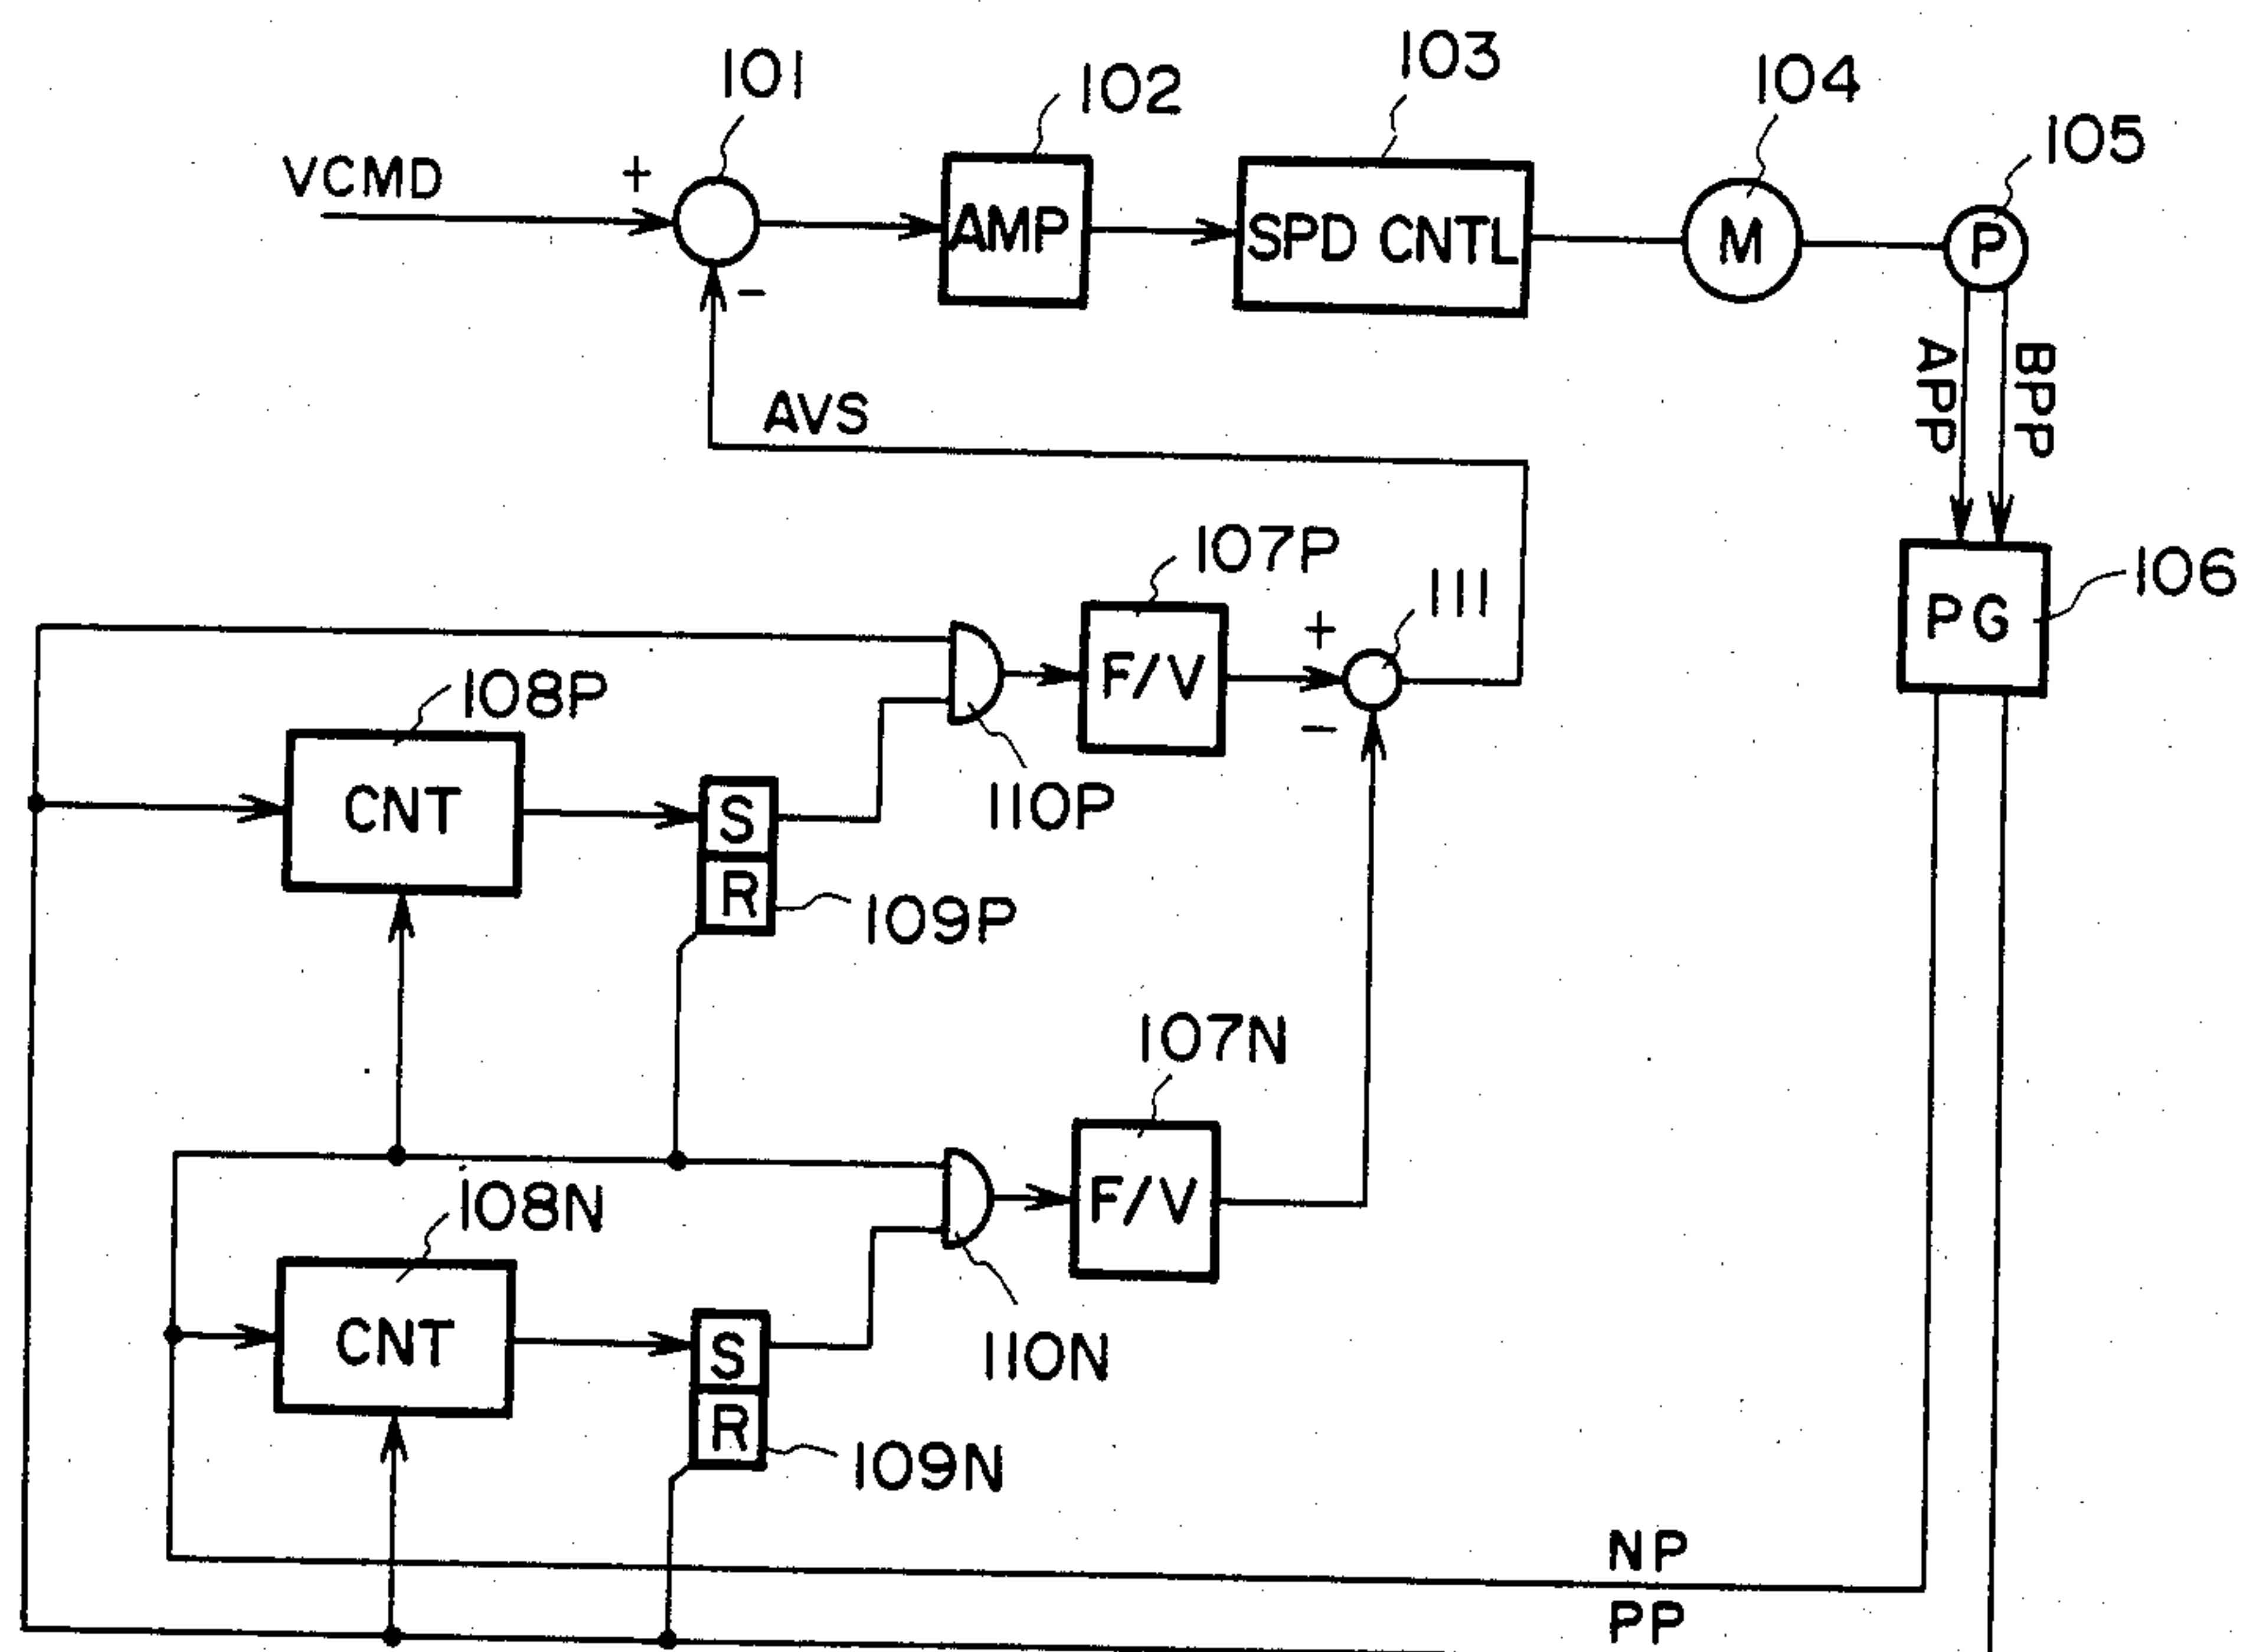 101
102
103
104
105
VCMD
+
AMP
SPD CNTL
M
P
-
APP
BPP
AVS
107P
111
106
PG
+
F/V
108P
-
CNT
S
110P
R
109P
107N
108N
F/V
CNT
S
110N
R
109N
NP
PP